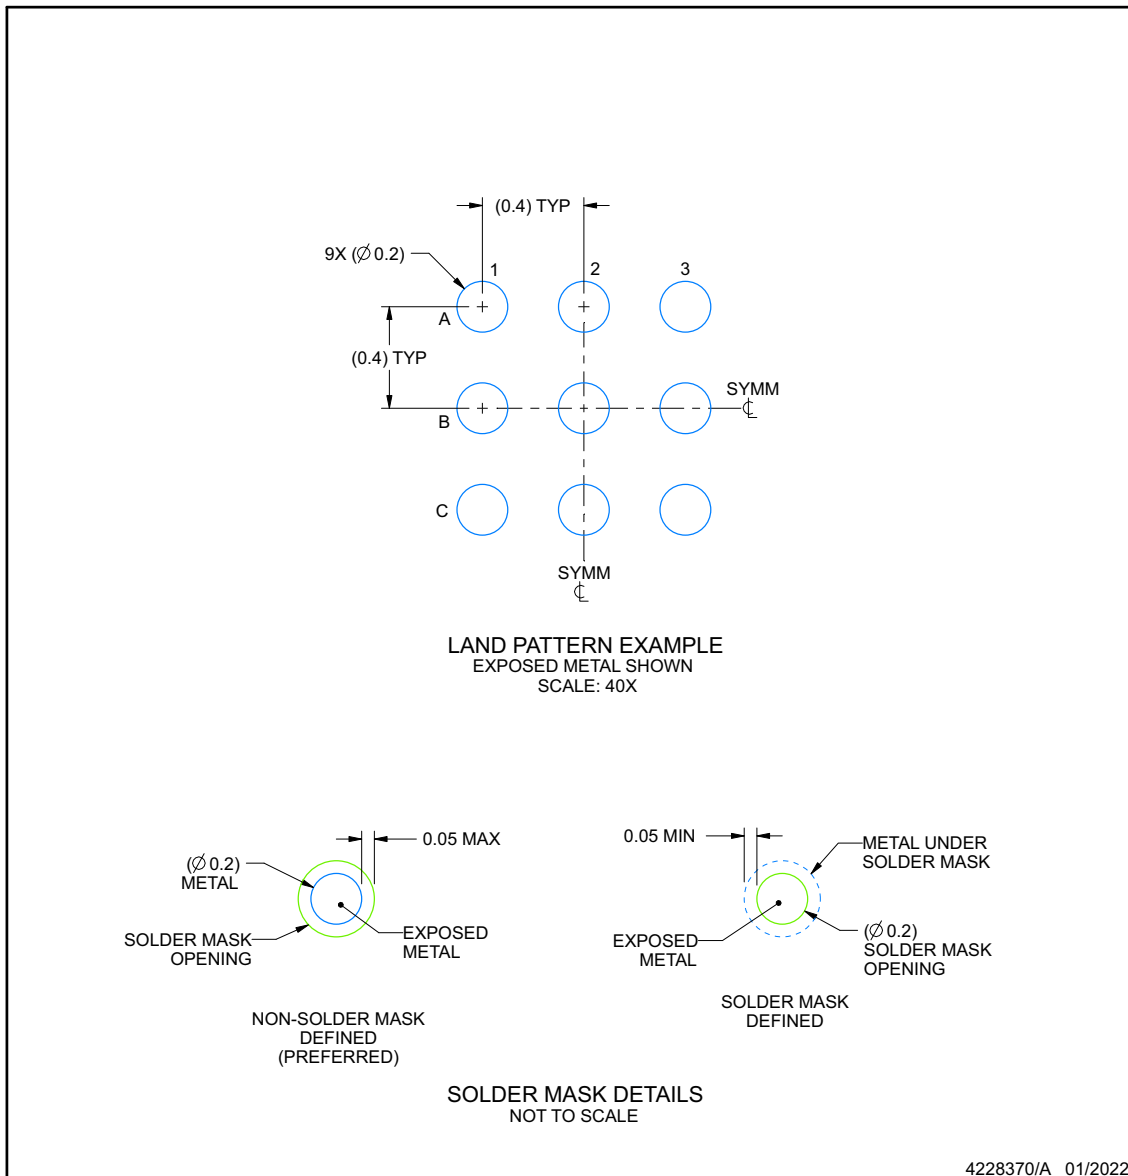 (0.4) TYP
9X (∅ 0.2)
1
2
3
A
(0.4) TYP
SYMM
B
C
SYMM
LAND PATTERN EXAMPLE
EXPOSED METAL SHOWN
SCALE: 40X
0.05 MAX
(∅ 0.2)
METAL
SOLDER MASK
OPENING
EXPOSED
METAL
NON-SOLDER MASK
DEFINED
(PREFERRED)
0.05 MIN
METAL UNDER
SOLDER MASK
EXPOSED
METAL
(∅ 0.2)
SOLDER MASK
OPENING
SOLDER MASK
DEFINED
SOLDER MASK DETAILS
NOT TO SCALE
4228370/A 01/2022